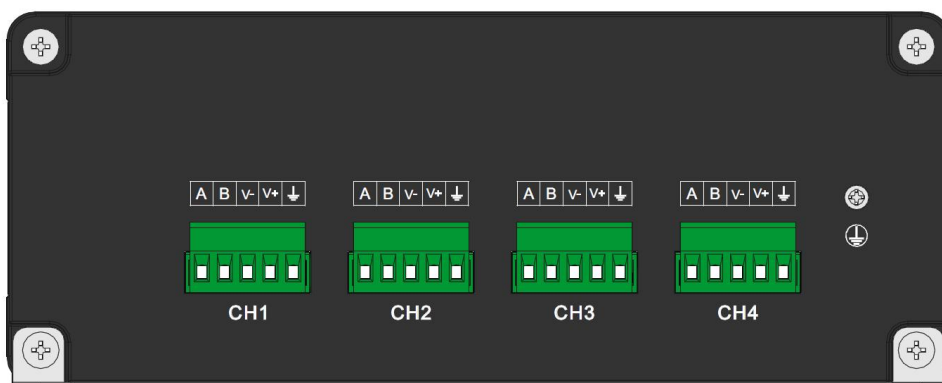 A B V- V+ ⏚ A B V- V+ ⏚ A B V- V+ ⏚ A B V- V+ ⏚
CH1 CH2 CH3 CH4